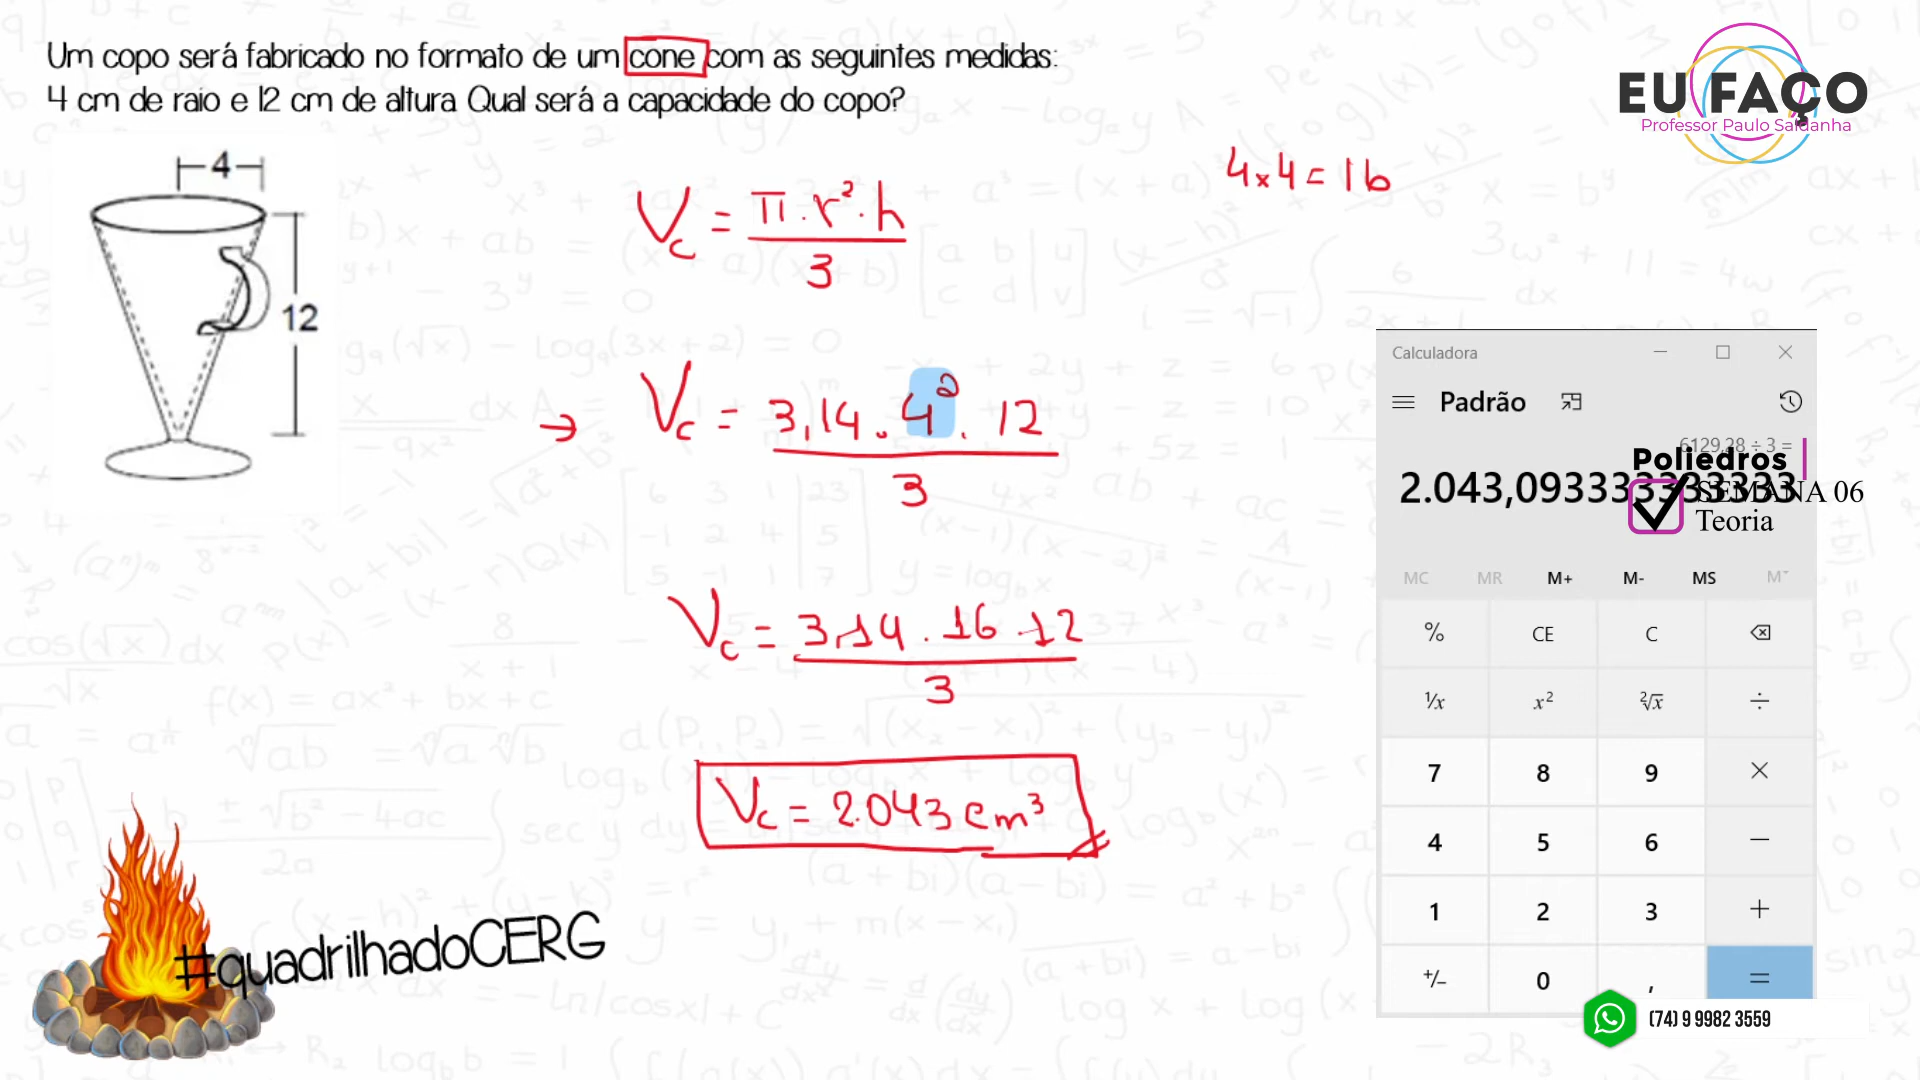 Um copo será fabricado no formato de um cone com as seguintes medidas:
4 cm de raio e 12 cm de altura. Qual será a capacidade do copo?
EU FAÇO
Professor Paulo Saldanha
4
12
4×4=16
Vc = π.r².h
3
→ Vc = 3,14 . 4² . 12
3
Vc = 3,14 . 16 . 12
3
Vc = 2.043 cm³
Calculadora
Padrão
6129,28 ÷ 3 =
2.043,093333333333
Poliedros
SEMANA 06
Teoria
MC MR M+ M- MS M˅
% CE C ⌫
¹/x x² ²√x ÷
7 8 9 ×
4 5 6 −
1 2 3 +
+/− 0 , =
#quadrilhadoCERG
(74) 9 9982 3559